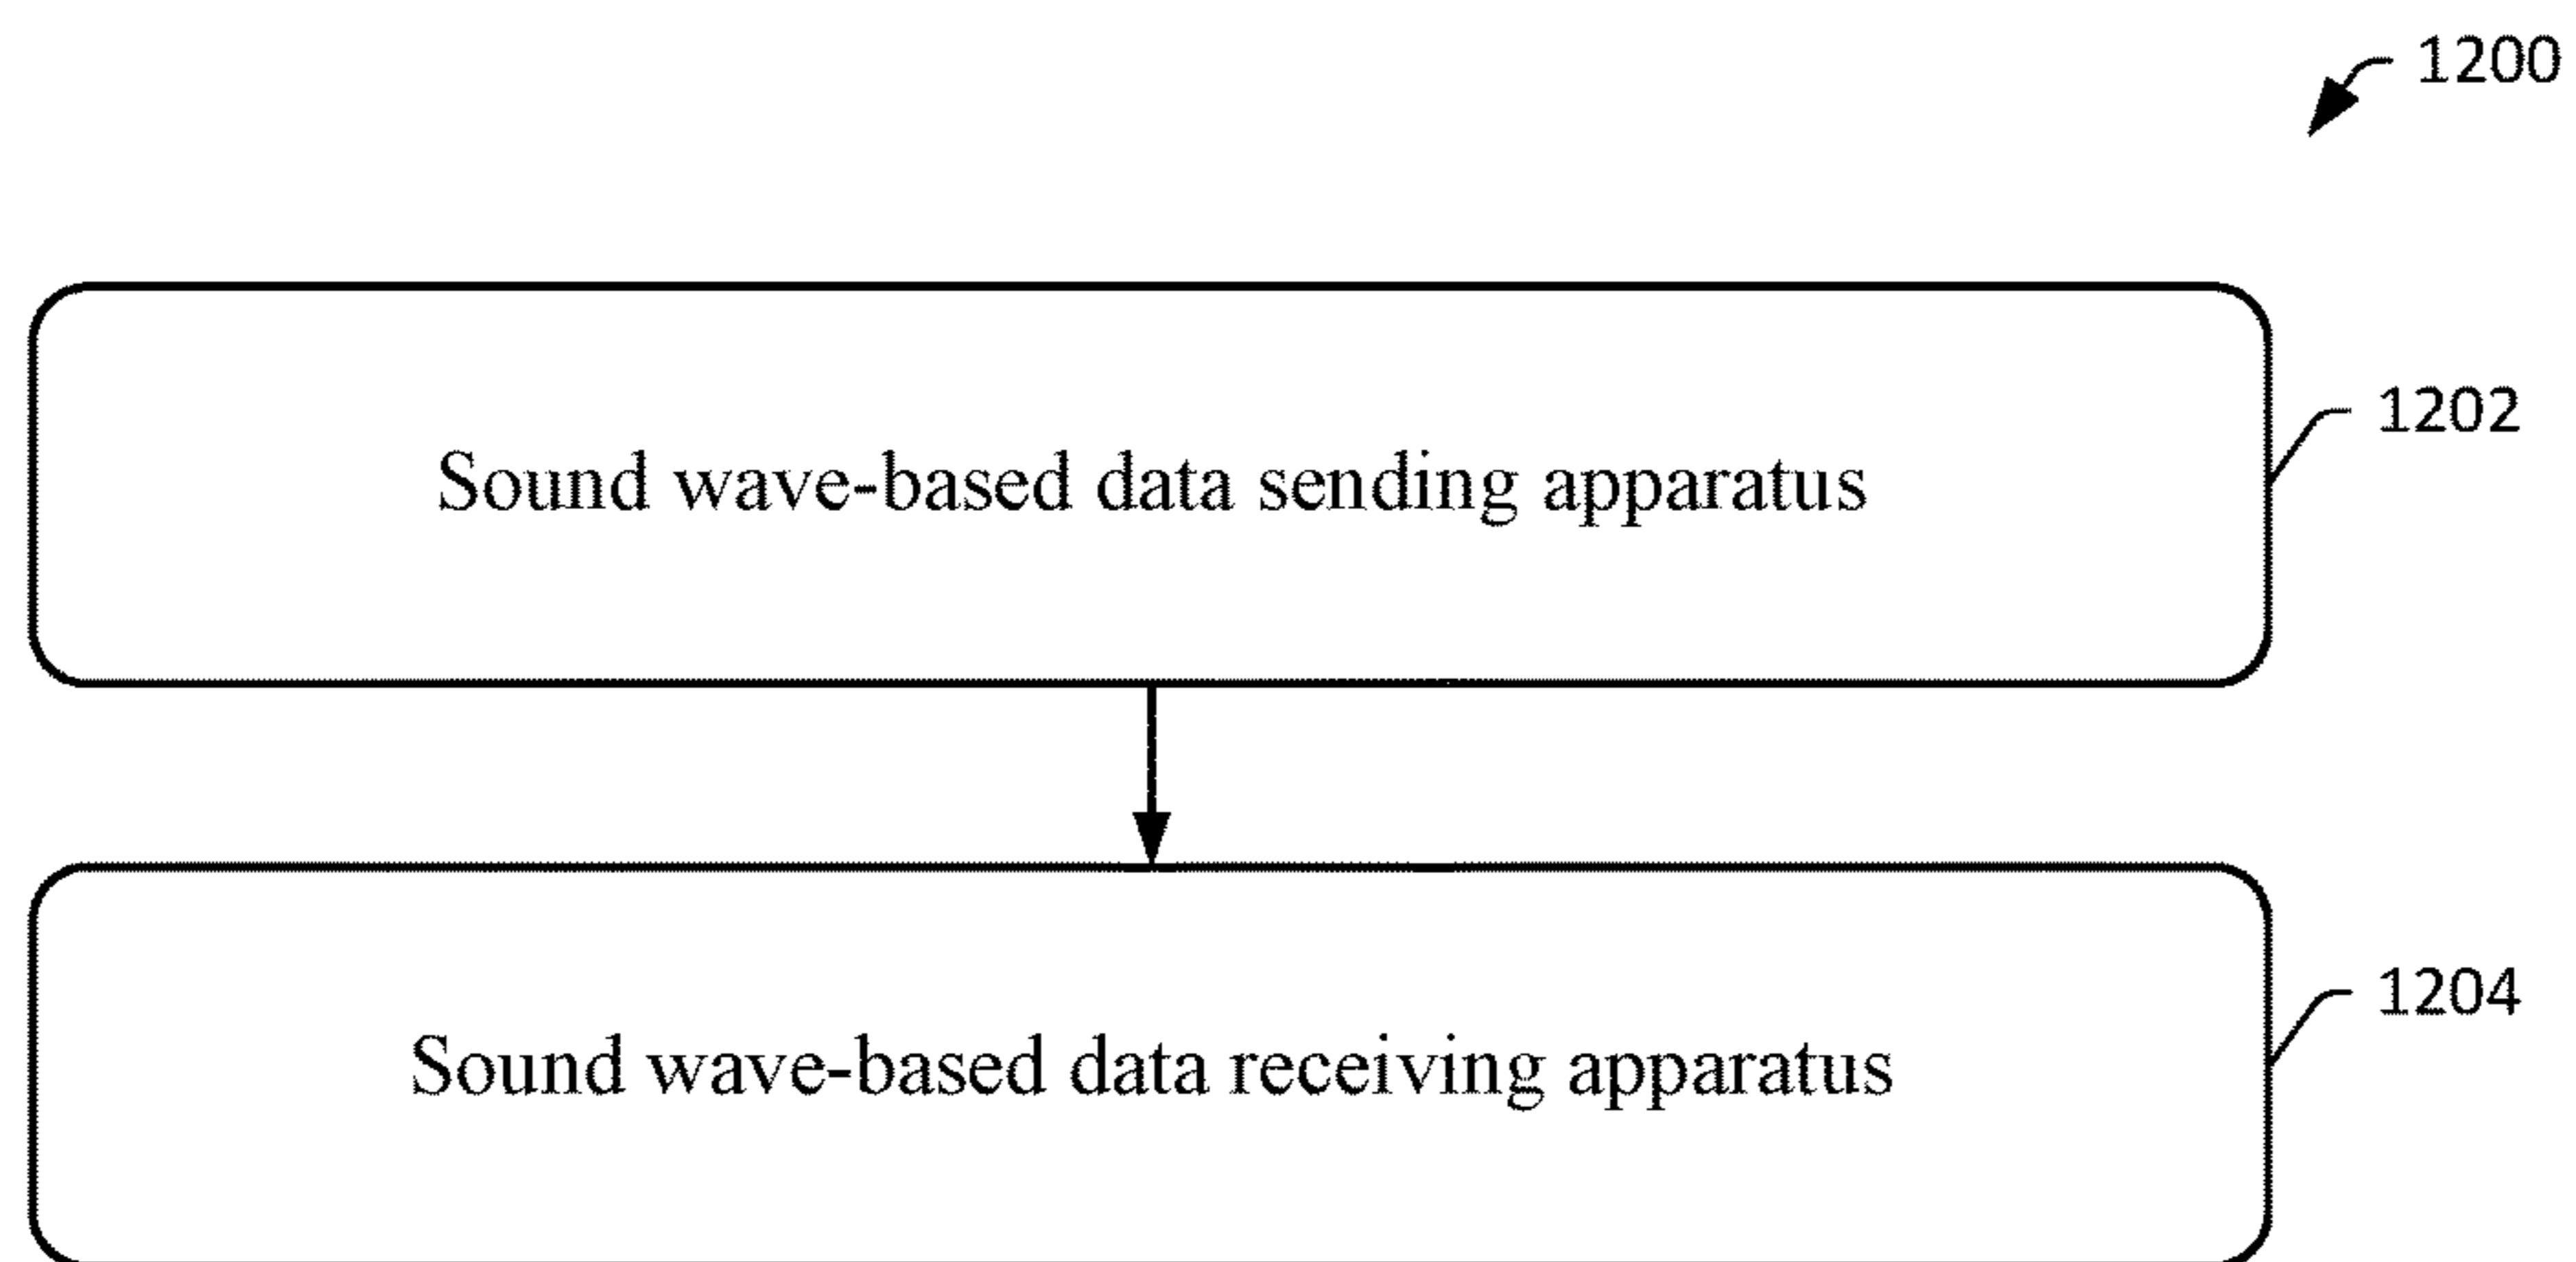 1200
Sound wave-based data sending apparatus
1202
Sound wave-based data receiving apparatus
1204